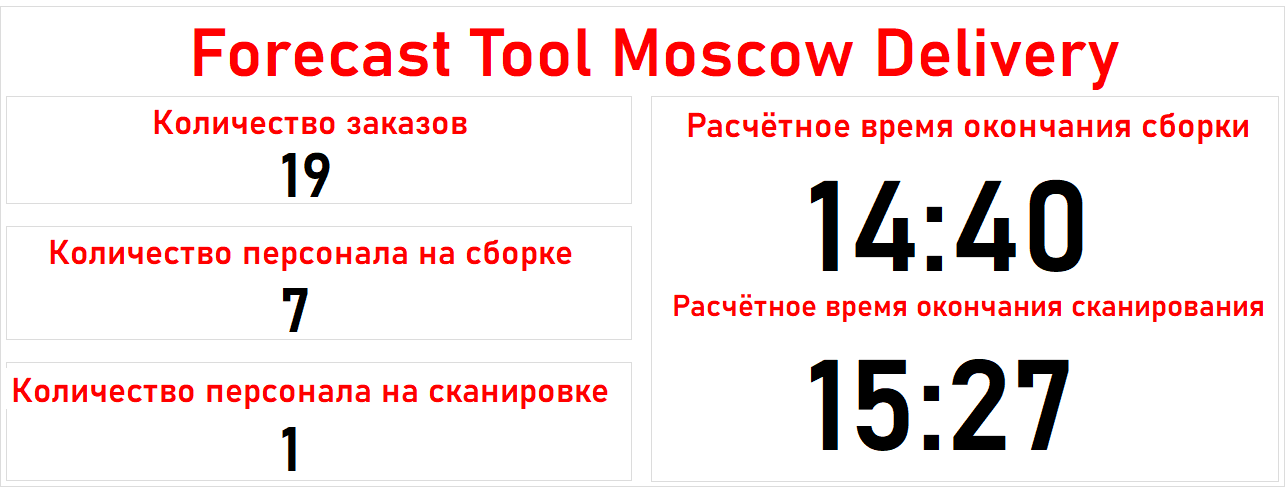 Forecast Tool Moscow Delivery
Количество заказов
19
Количество персонала на сборке
7
Количество персонала на сканировке
1
Расчётное время окончания сборки
14:40
Расчётное время окончания сканирования
15:27